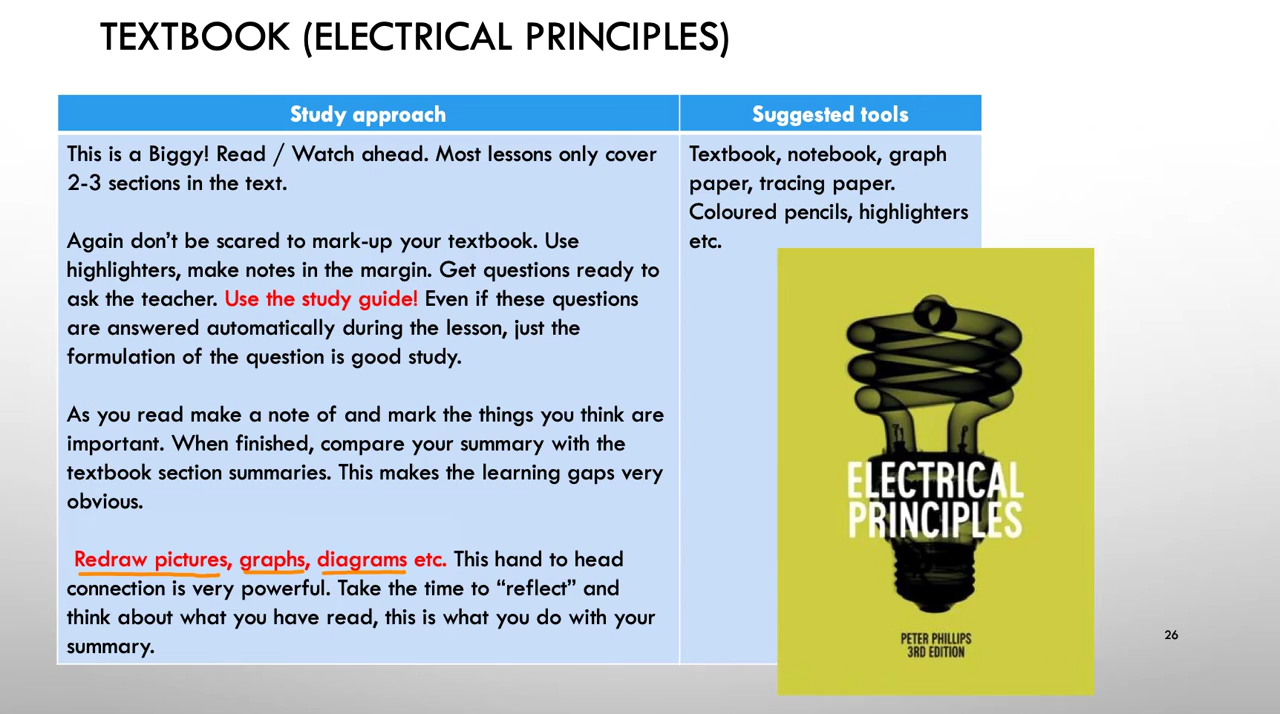 TEXTBOOK (ELECTRICAL PRINCIPLES)
Study approach
This is a Biggy! Read / Watch ahead. Most lessons only cover
2-3 sections in the text.
Again don’t be scared to mark-up your textbook. Use
highlighters, make notes in the margin. Get questions ready to
ask the teacher. Use the study guide! Even if these questions
are answered automatically during the lesson, just the
formulation of the question is good study.
As you read make a note of and mark the things you think are
important. When finished, compare your summary with the
textbook section summaries. This makes the learning gaps very
obvious.
Redraw pictures, graphs, diagrams etc. This hand to head
connection is very powerful. Take the time to “reflect” and
think about what you have read, this is what you do with your
summary.
Suggested tools
Textbook, notebook, graph
paper, tracing paper.
Coloured pencils, highlighters
etc.
ELECTRICAL
PRINCIPLES
PETER PHILLIPS
3RD EDITION
26